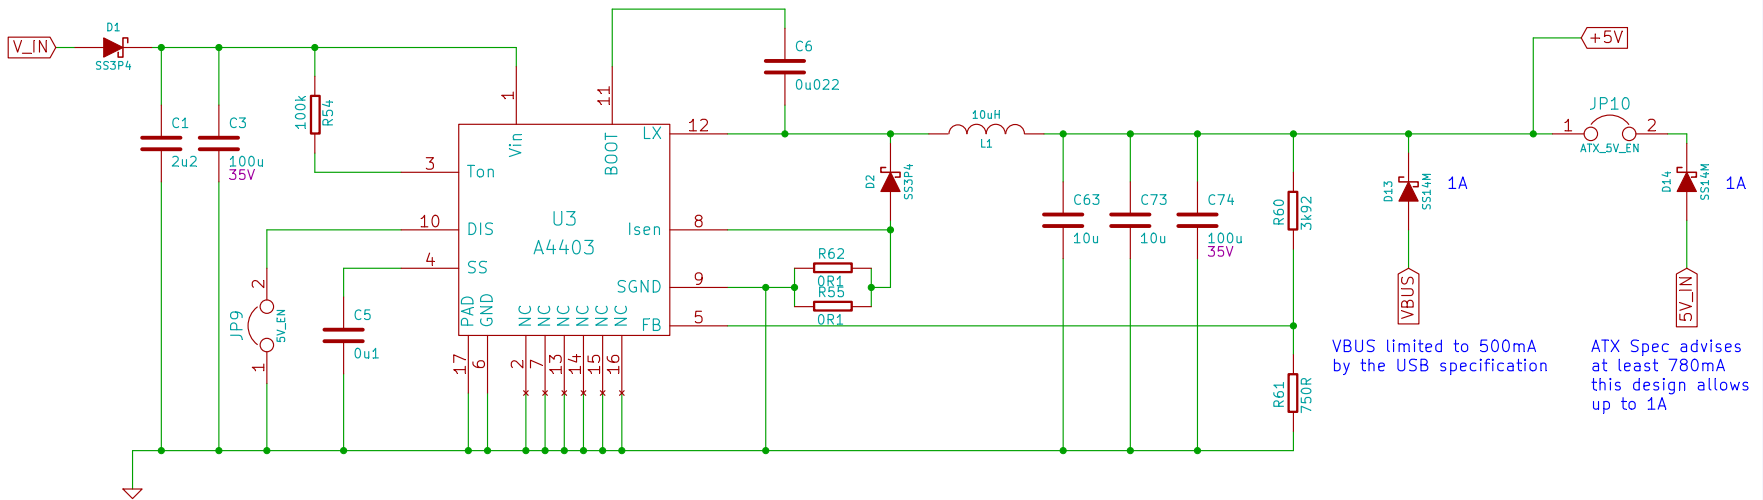 V_IN
D1
SS3P4
C1
2u2
C3
100u
35V
100k
R54
JP9
5V_EN
2
1
C5
0u1
U3
A4403
1
Vin
11
BOOT
LX
12
3
Ton
10
DIS
4
SS
Isen
8
SGND
9
FB
5
PAD
GND
NC
NC
NC
NC
NC
NC
17
6
2
7
13
14
15
16
C6
0u022
D2
SS3P4
R62
0R1
R55
0R1
10uH
L1
C63
10u
C73
10u
C74
100u
35V
R60
3k92
R61
750R
D13
SS14M
1A
VBUS
VBUS limited to 500mA
by the USB specification
+5V
JP10
1
2
ATX_5V_EN
D14
SS14M
1A
5V_IN
ATX Spec advises
at least 780mA
this design allows
up to 1A